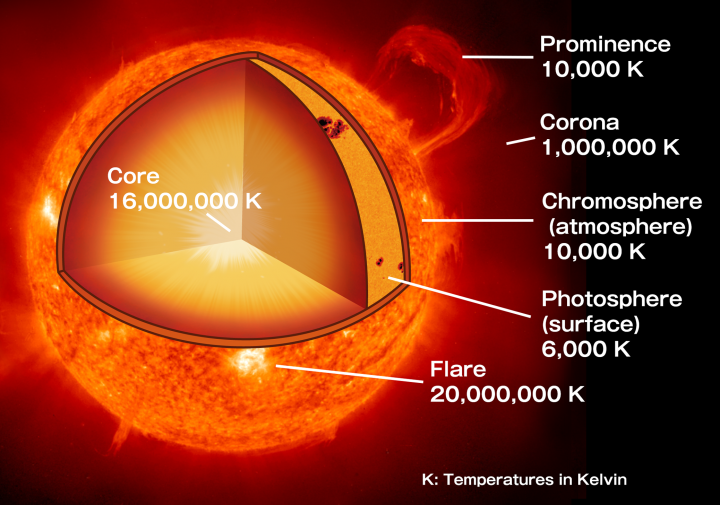 Prominence
10,000 K
Corona
1,000,000 K
Core
16,000,000 K
Chromosphere
(atmosphere)
10,000 K
Photosphere
(surface)
6,000 K
Flare
20,000,000 K
K: Temperatures in Kelvin